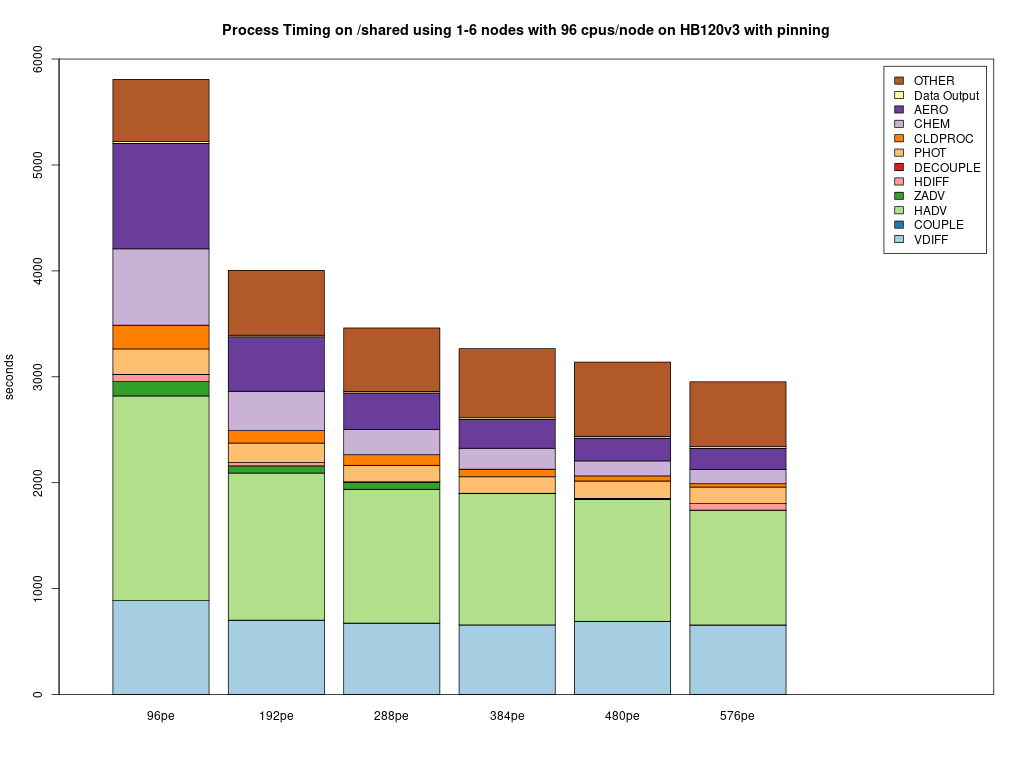 Process Timing on /shared using 1-6 nodes with 96 cpus/node on HB120v3 with pinning
6000
5000
4000
3000
2000
1000
0
seconds
OTHER
Data Output
AERO
CHEM
CLDPROC
PHOT
DECOUPLE
HDIFF
ZADV
HADV
COUPLE
VDIFF
96pe
192pe
288pe
384pe
480pe
576pe